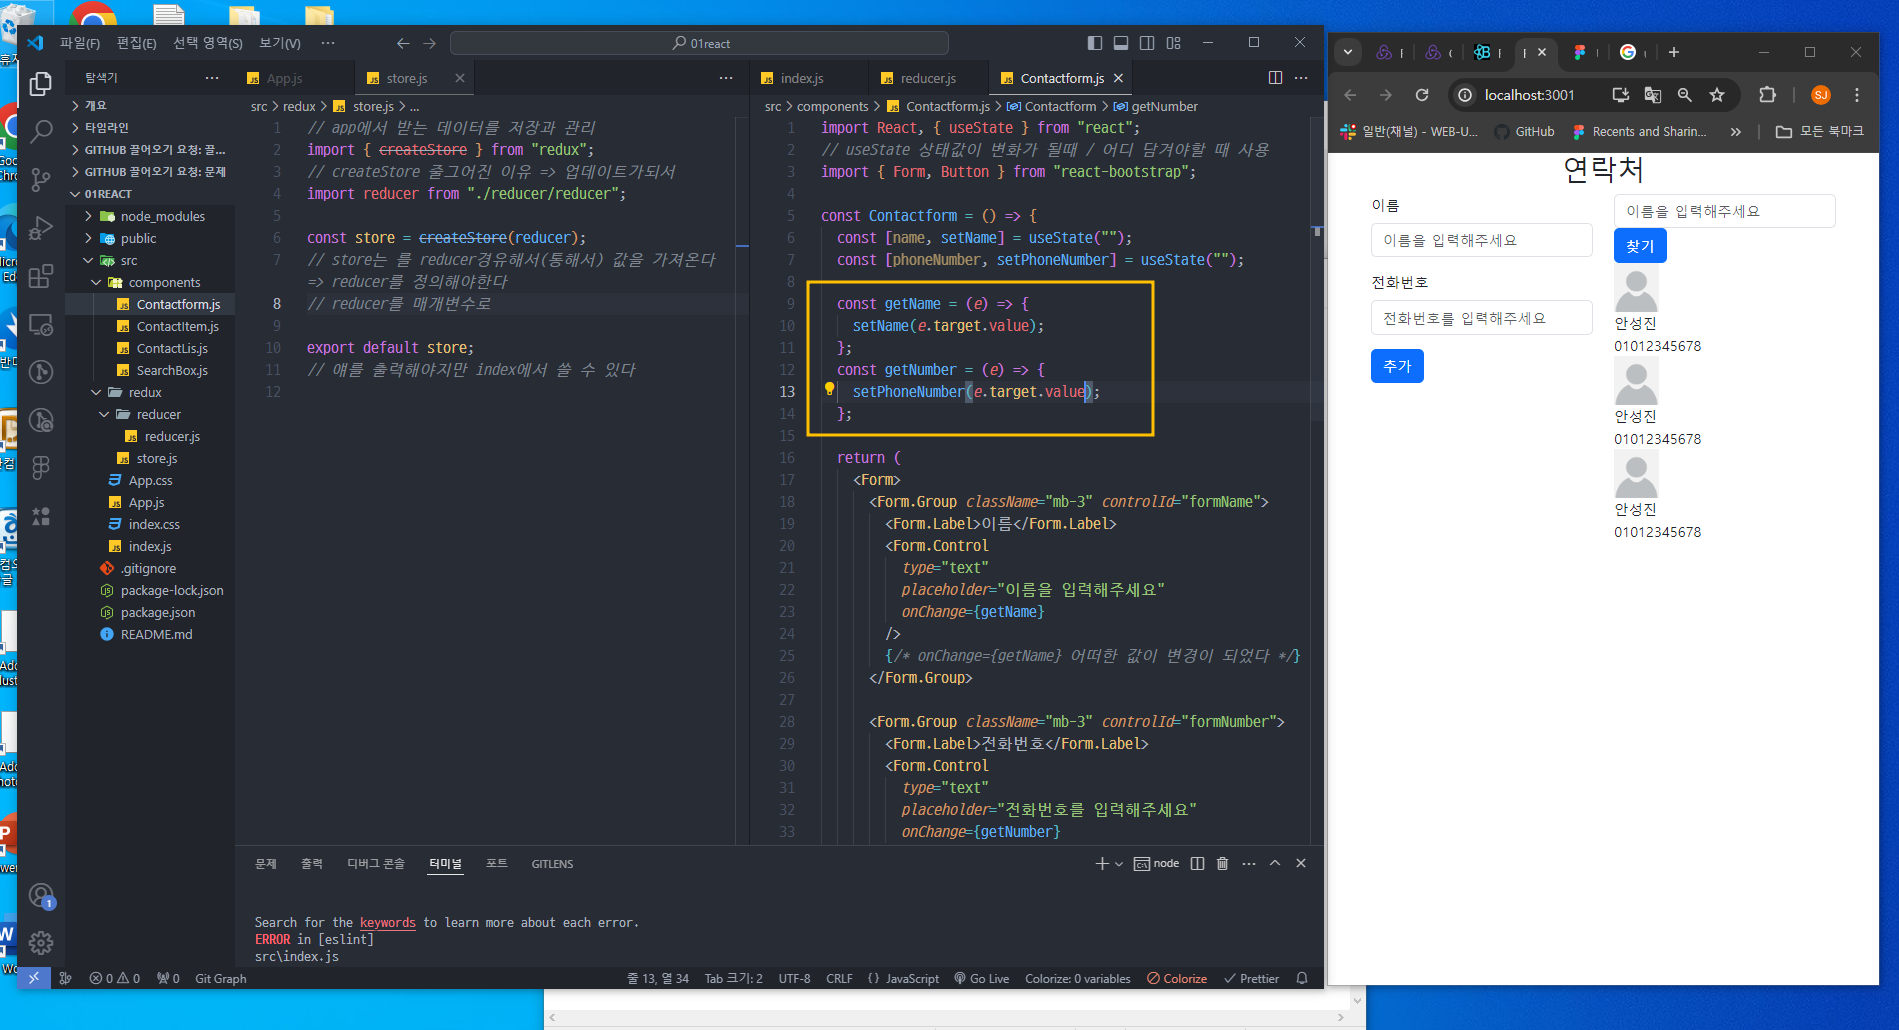 파일(F) 편집(E) 선택 영역(S) 보기(V) ··· 01react
탐색기 ···
개요
타임라인
GITHUB 끌어오기 요청: 끌...
GITHUB 끌어오기 요청: 문제
01REACT
node_modules
public
src
components
Contactform.js
ContactItem.js
ContactLis.js
SearchBox.js
redux
reducer
reducer.js
store.js
App.css
App.js
index.css
index.js
.gitignore
package-lock.json
package.json
README.md
App.js store.js
src > redux > store.js > ...
1 // app에서 받는 데이터를 저장과 관리
2 import { createStore } from "redux";
3 // createStore 줄그어진 이유 => 업데이트가되서
4 import reducer from "./reducer/reducer";
5
6 const store = createStore(reducer);
7 // store는 를 reducer경유해서(통해서) 값을 가져온다
=> reducer를 정의해야한다
8 // reducer를 매개변수로
9
10 export default store;
11 // 얘를 출력해야지만 index에서 쓸 수 있다
12
index.js reducer.js Contactform.js
src > components > Contactform.js > Contactform > getNumber
1 import React, { useState } from "react";
2 // useState 상태값이 변화가 될때 / 어디 담겨야할 때 사용
3 import { Form, Button } from "react-bootstrap";
4
5 const Contactform = () => {
6 const [name, setName] = useState("");
7 const [phoneNumber, setPhoneNumber] = useState("");
8
9 const getName = (e) => {
10 setName(e.target.value);
11 };
12 const getNumber = (e) => {
13 setPhoneNumber(e.target.value);
14 };
15
16 return (
17 <Form>
18 <Form.Group className="mb-3" controlId="formName">
19 <Form.Label>이름</Form.Label>
20 <Form.Control
21 type="text"
22 placeholder="이름을 입력해주세요"
23 onChange={getName}
24 />
25 {/* onChange={getName} 어떠한 값이 변경이 되었다 */}
26 </Form.Group>
27
28 <Form.Group className="mb-3" controlId="formNumber">
29 <Form.Label>전화번호</Form.Label>
30 <Form.Control
31 type="text"
32 placeholder="전화번호를 입력해주세요"
33 onChange={getNumber}
문제 출력 디버그 콘솔 터미널 포트 GITLENS node
Search for the keywords to learn more about each error.
ERROR in [eslint]
src\index.js
0 0 0 Git Graph 줄 13, 열 34 Tab 크기: 2 UTF-8 CRLF {} JavaScript Go Live Colorize: 0 variables Colorize Prettier
localhost:3001 SJ
일반(채널) - WEB-U... GitHub Recents and Sharin... » 모든 북마크
연락처
이름
이름을 입력해주세요
전화번호
전화번호를 입력해주세요
추가
이름을 입력해주세요
찾기
안성진
01012345678
안성진
01012345678
안성진
01012345678